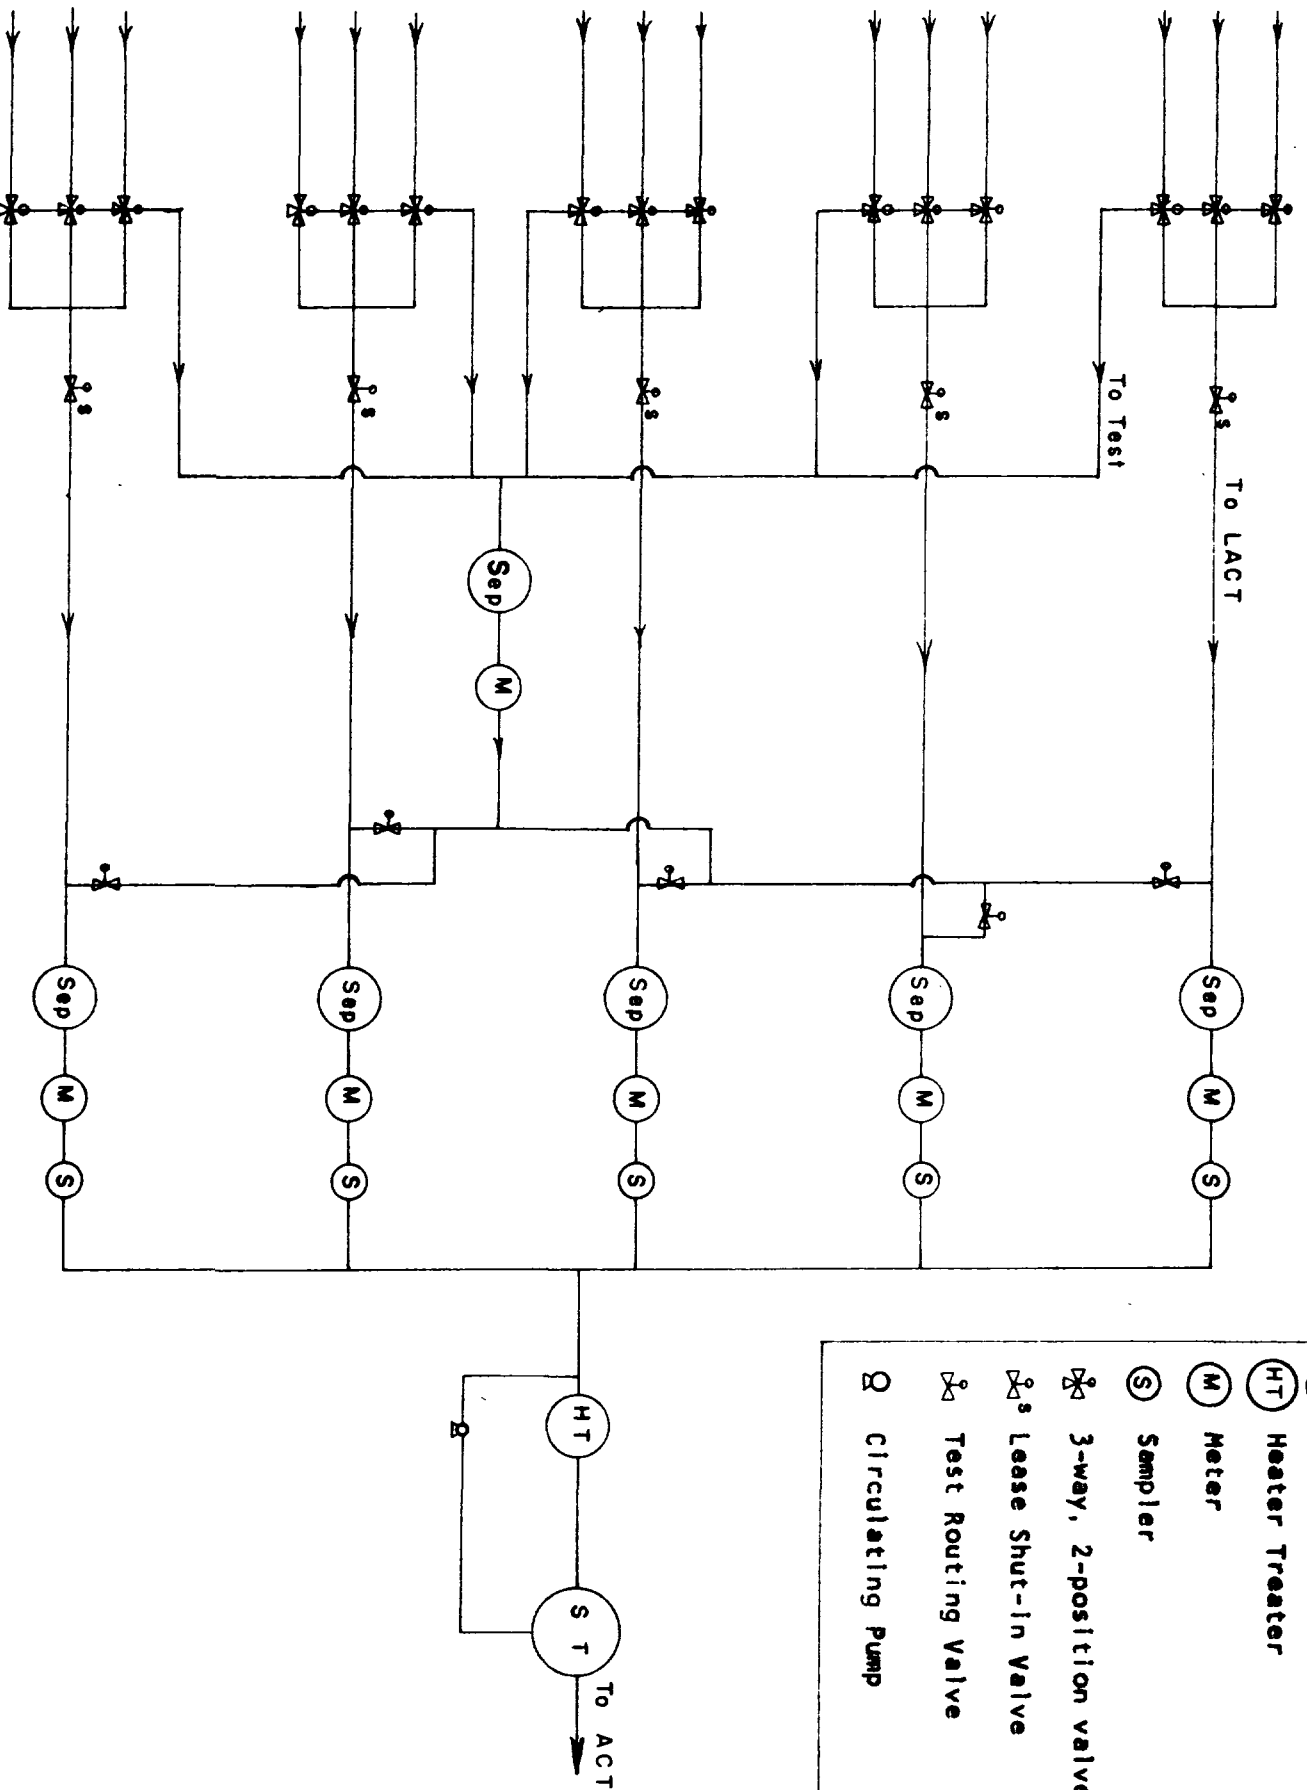 To Test
To LACT
s
s
s
s
s
Sep
M
Sep
M
S
Sep
M
S
Sep
M
S
Sep
M
S
Sep
M
S
HT
ST
To ACT
HT Heater Treater
M Meter
S Sampler
3-way, 2-position valve
s Lease Shut-in Valve
Test Routing Valve
Circulating Pump